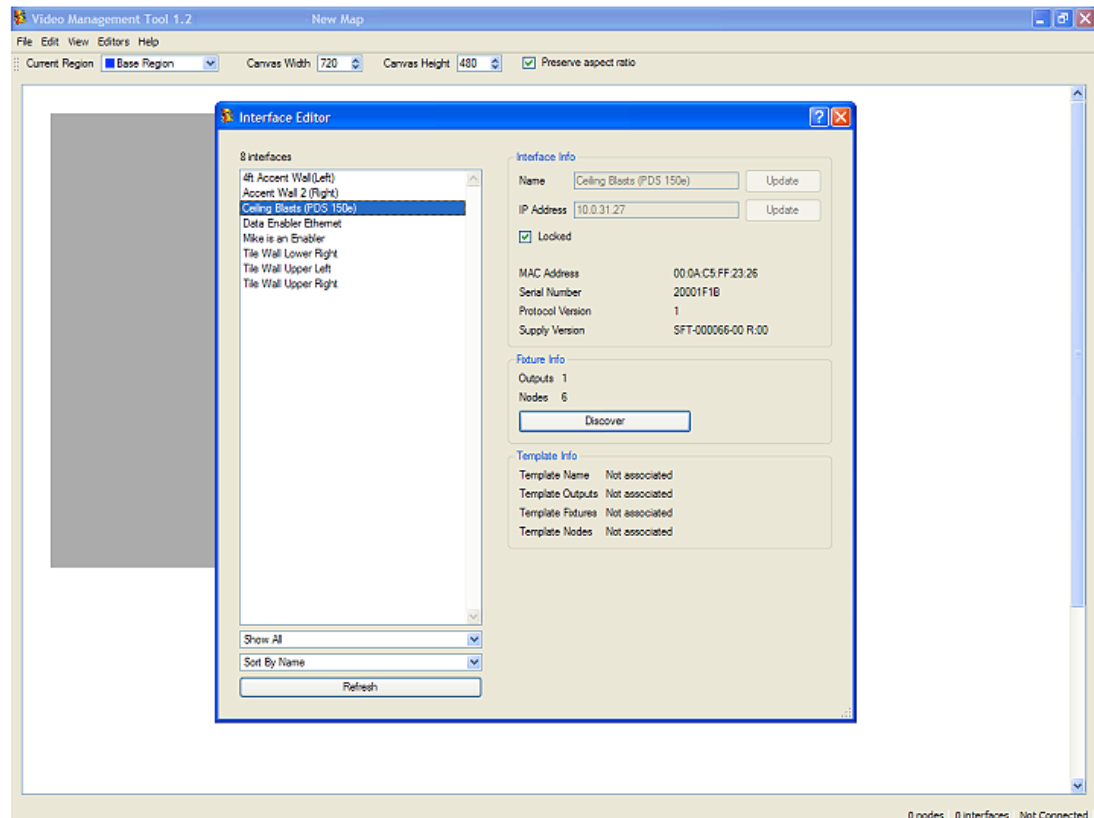 Video Management Tool 1.2 New Map
File Edit View Editors Help
Current Region Base Region Canvas Width 720 Canvas Height 480 Preserve aspect ratio
Interface Editor
8 interfaces
4ft Accent Wall(Left)
Accent Wall 2 (Right)
Ceiling Blasts (PDS 150e)
Data Enabler Ethernet
Mike is an Enabler
Tile Wall Lower Right
Tile Wall Upper Left
Tile Wall Upper Right
Show All
Sort By Name
Refresh
Interface Info
Name Ceiling Blasts (PDS 150e) Update
IP Address 10.0.31.27 Update
Locked
MAC Address 00:0A:C5:FF:23:26
Serial Number 20001F1B
Protocol Version 1
Supply Version SFT-000066-00 R:00
Fixture Info
Outputs 1
Nodes 6
Discover
Template Info
Template Name Not associated
Template Outputs Not associated
Template Fixtures Not associated
Template Nodes Not associated
0 nodes 0 interfaces Not Connected